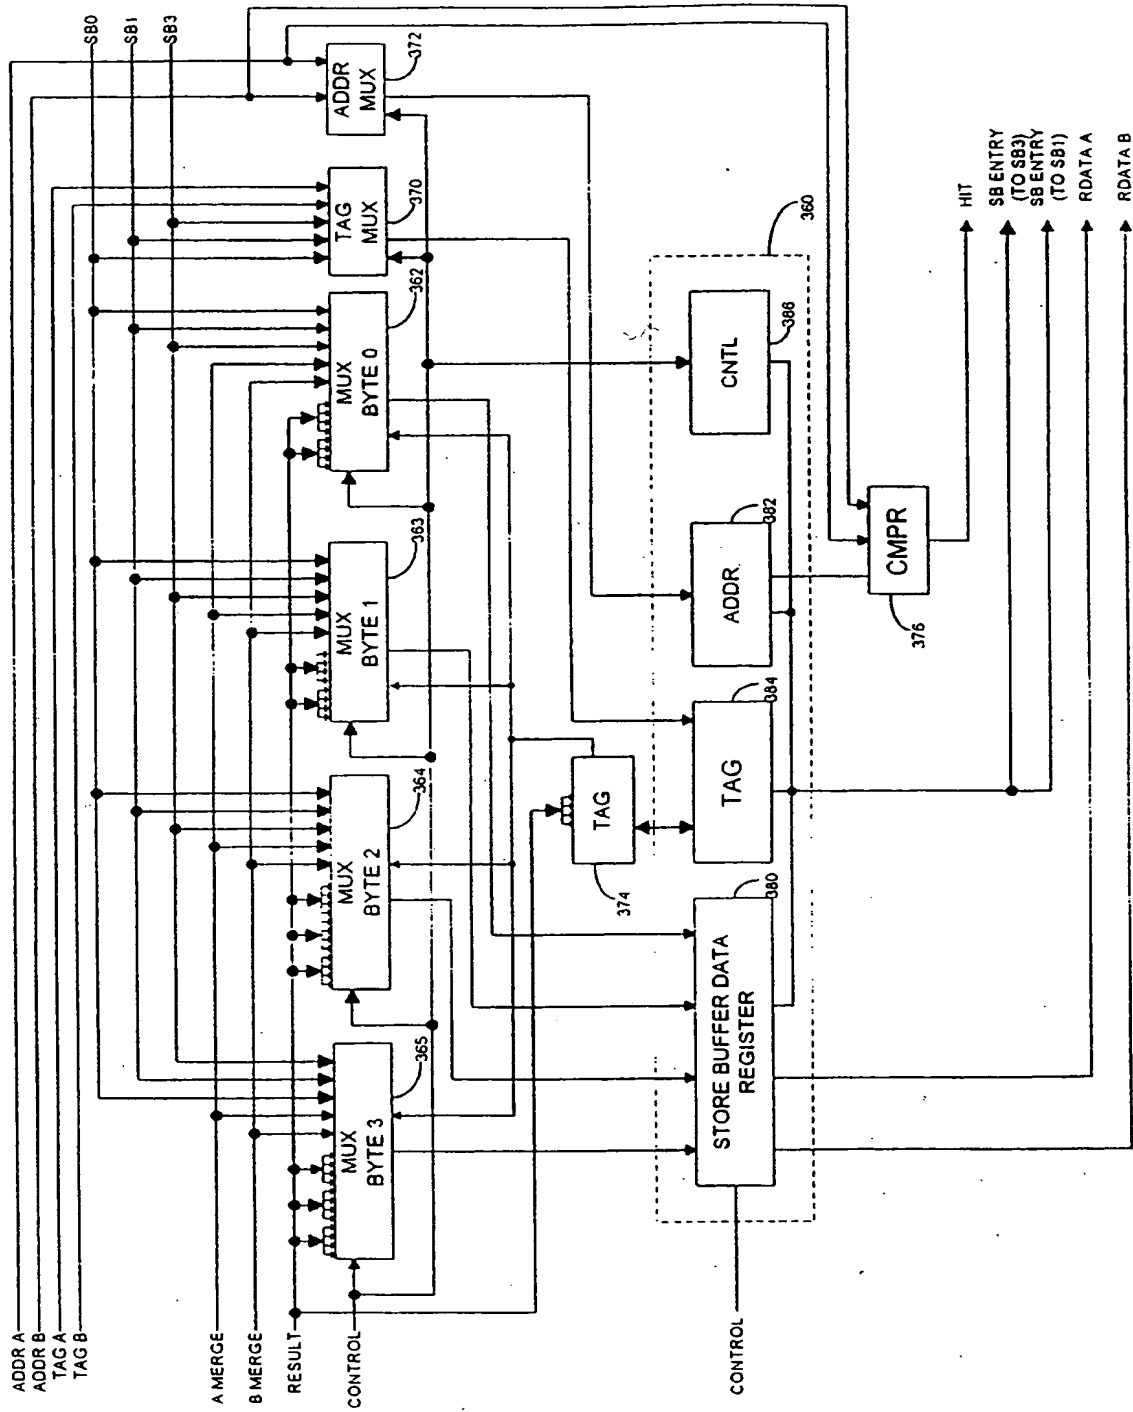 ADDR A
ADDR B
TAG A
TAG B
A MERGE
B MERGE
RESULT
CONTROL
SB0
SB1
SB3
MUX
BYTE 3
365
MUX
BYTE 2
364
MUX
BYTE 1
363
MUX
BYTE 0
362
TAG
MUX
370
ADDR
MUX
372
TAG
374
CONTROL
STORE BUFFER DATA
REGISTER
380
TAG
384
ADDR.
382
CNTL
386
360
CMPR
376
HIT
SB ENTRY
(TO SB3)
SB ENTRY
(TO SB1)
RDATA A
RDATA B